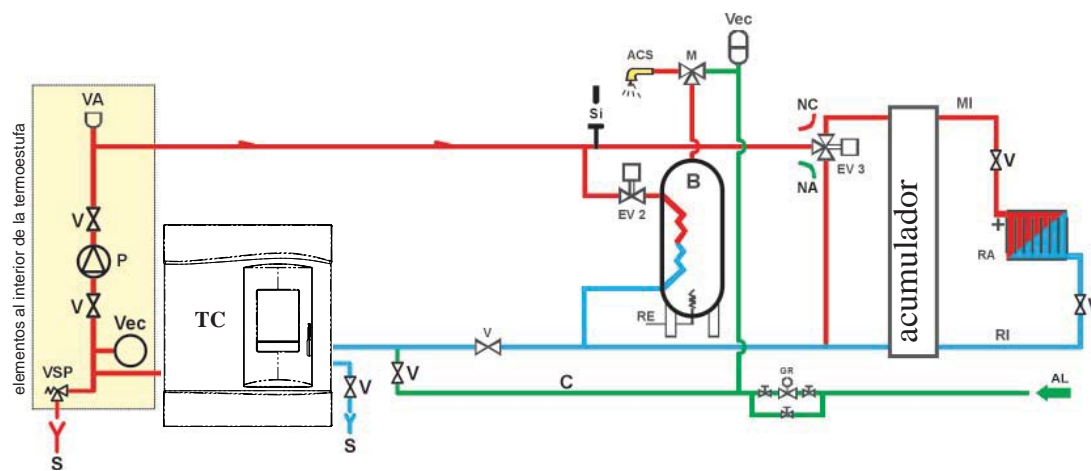 elementos al interior de la termoestufa
VA
V
P
V
Vec
VSP
S
TC
V
S
ACS
M
Vec
Si
EV 2
B
RE
V
V
C
GR
AL
NC
NA
EV 3
acumulador
MI
V
+
RA
V
RI